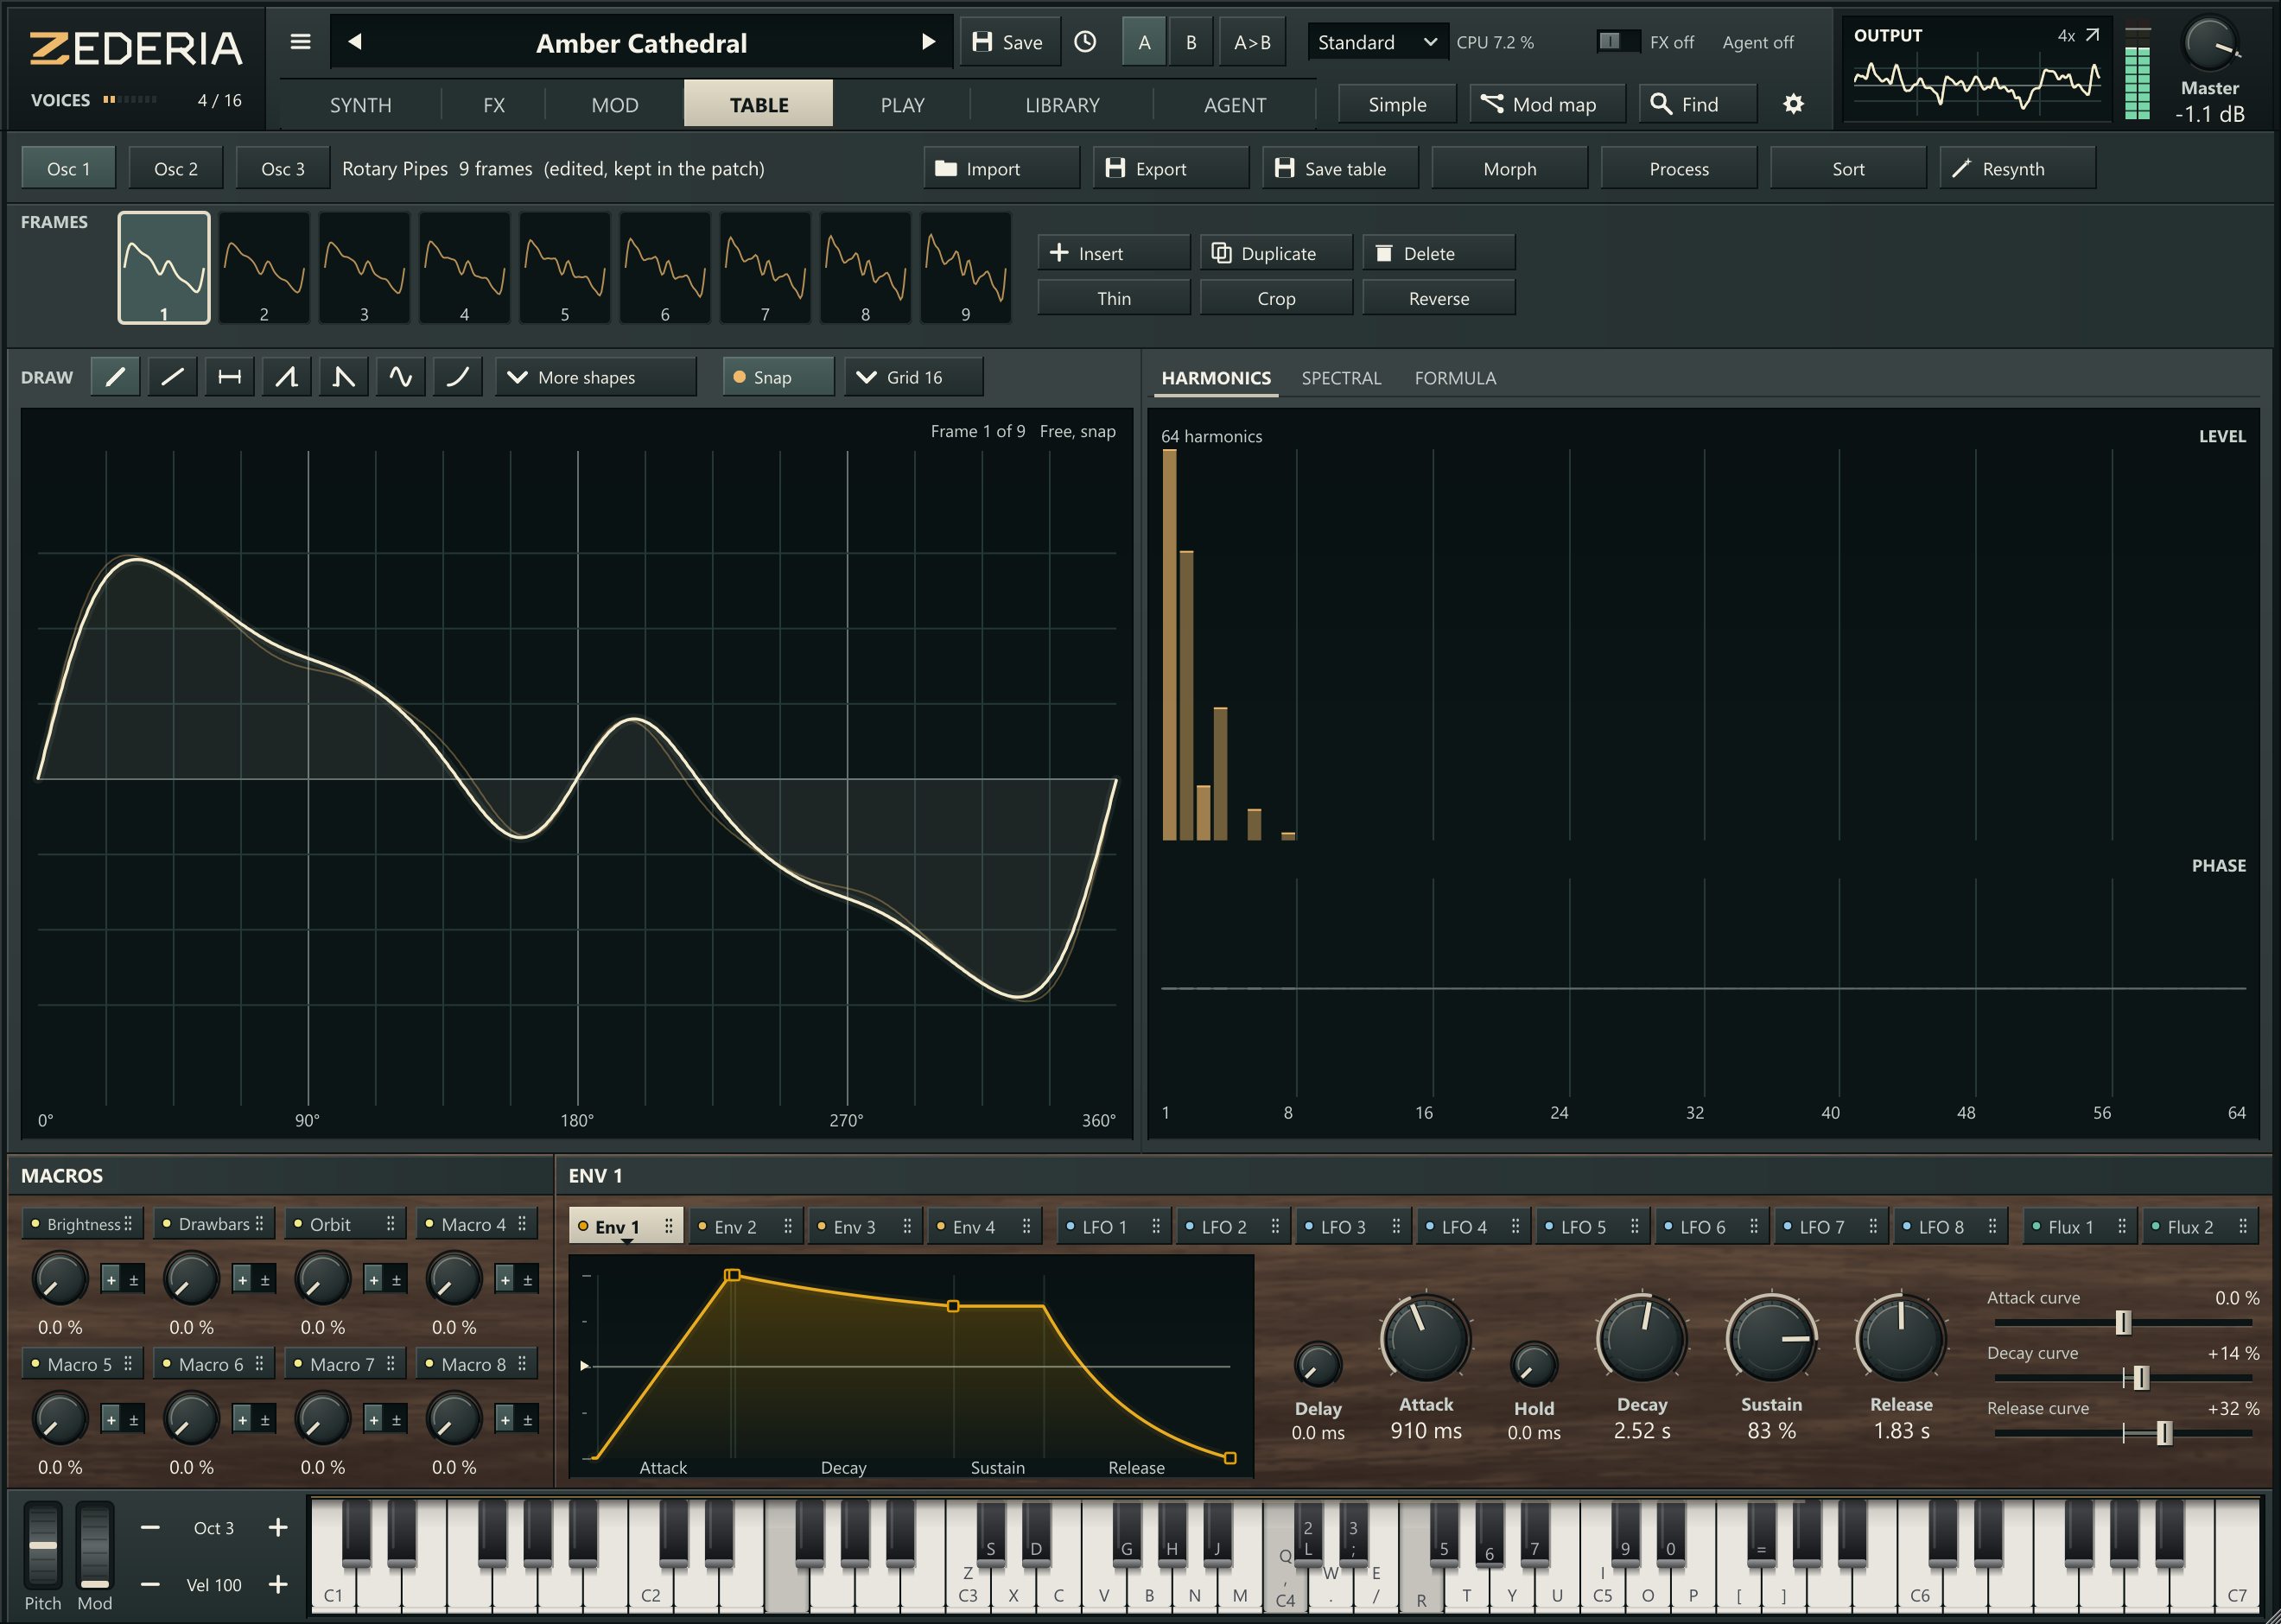 ZEDERIA
VOICES 4 / 16
Amber Cathedral
Save
A B A>B
Standard
CPU 7.2 %
FX off
Agent off
SYNTH FX MOD TABLE PLAY LIBRARY AGENT
Simple
Mod map
Find
OUTPUT 4x
Master
-1.1 dB
Osc 1 Osc 2 Osc 3
Rotary Pipes 9 frames (edited, kept in the patch)
Import Export Save table Morph Process Sort Resynth
FRAMES
1 2 3 4 5 6 7 8 9
Insert Duplicate Delete
Thin Crop Reverse
DRAW
More shapes
Snap
Grid 16
HARMONICS SPECTRAL FORMULA
Frame 1 of 9 Free, snap
0° 90° 180° 270° 360°
64 harmonics
LEVEL
PHASE
1 8 16 24 32 40 48 56 64
MACROS
Brightness Drawbars Orbit Macro 4
+ ± + ± + ± + ±
0.0 % 0.0 % 0.0 % 0.0 %
Macro 5 Macro 6 Macro 7 Macro 8
+ ± + ± + ± + ±
0.0 % 0.0 % 0.0 % 0.0 %
ENV 1
Env 1 Env 2 Env 3 Env 4 LFO 1 LFO 2 LFO 3 LFO 4 LFO 5 LFO 6 LFO 7 LFO 8 Flux 1 Flux 2
Attack Decay Sustain Release
Delay Attack Hold Decay Sustain Release
0.0 ms 910 ms 0.0 ms 2.52 s 83 % 1.83 s
Attack curve 0.0 %
Decay curve +14 %
Release curve +32 %
Pitch Mod
Oct 3
Vel 100
2 3
S D G H J L ; 5 6 7 9 0 =
Z Q W E I
,
C1 C2 C3 X C V B N M C4 . / R T Y U C5 O P [ ] C6 C7